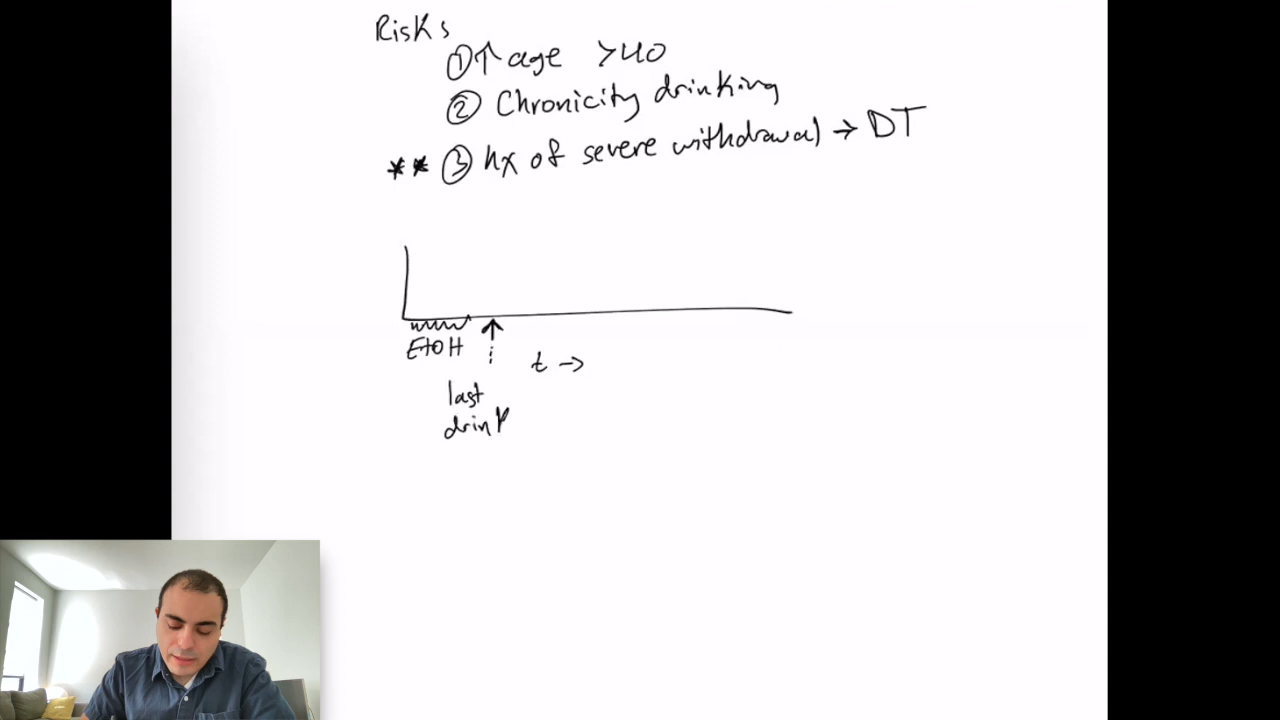 Risks
① ↑ age >40
② Chronicity drinking
** ③ hx of severe withdrawal → DT
EtOH
t →
last
drink